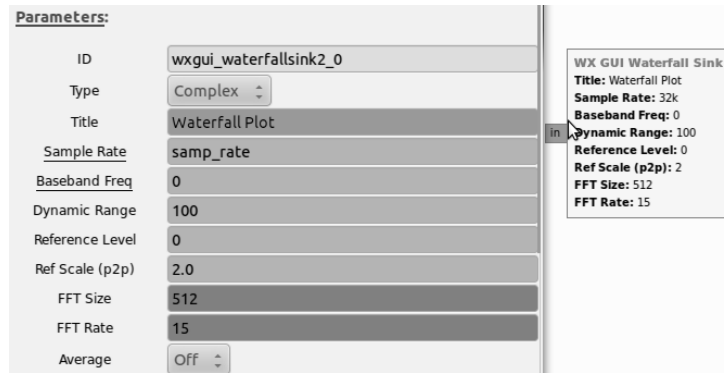 Parameters:
ID wxgui_waterfallsink2_0
Type Complex
Title Waterfall Plot
Sample Rate samp_rate
Baseband Freq 0
Dynamic Range 100
Reference Level 0
Ref Scale (p2p) 2.0
FFT Size 512
FFT Rate 15
Average Off
in
WX GUI Waterfall Sink
Title: Waterfall Plot
Sample Rate: 32k
Baseband Freq: 0
Dynamic Range: 100
Reference Level: 0
Ref Scale (p2p): 2
FFT Size: 512
FFT Rate: 15